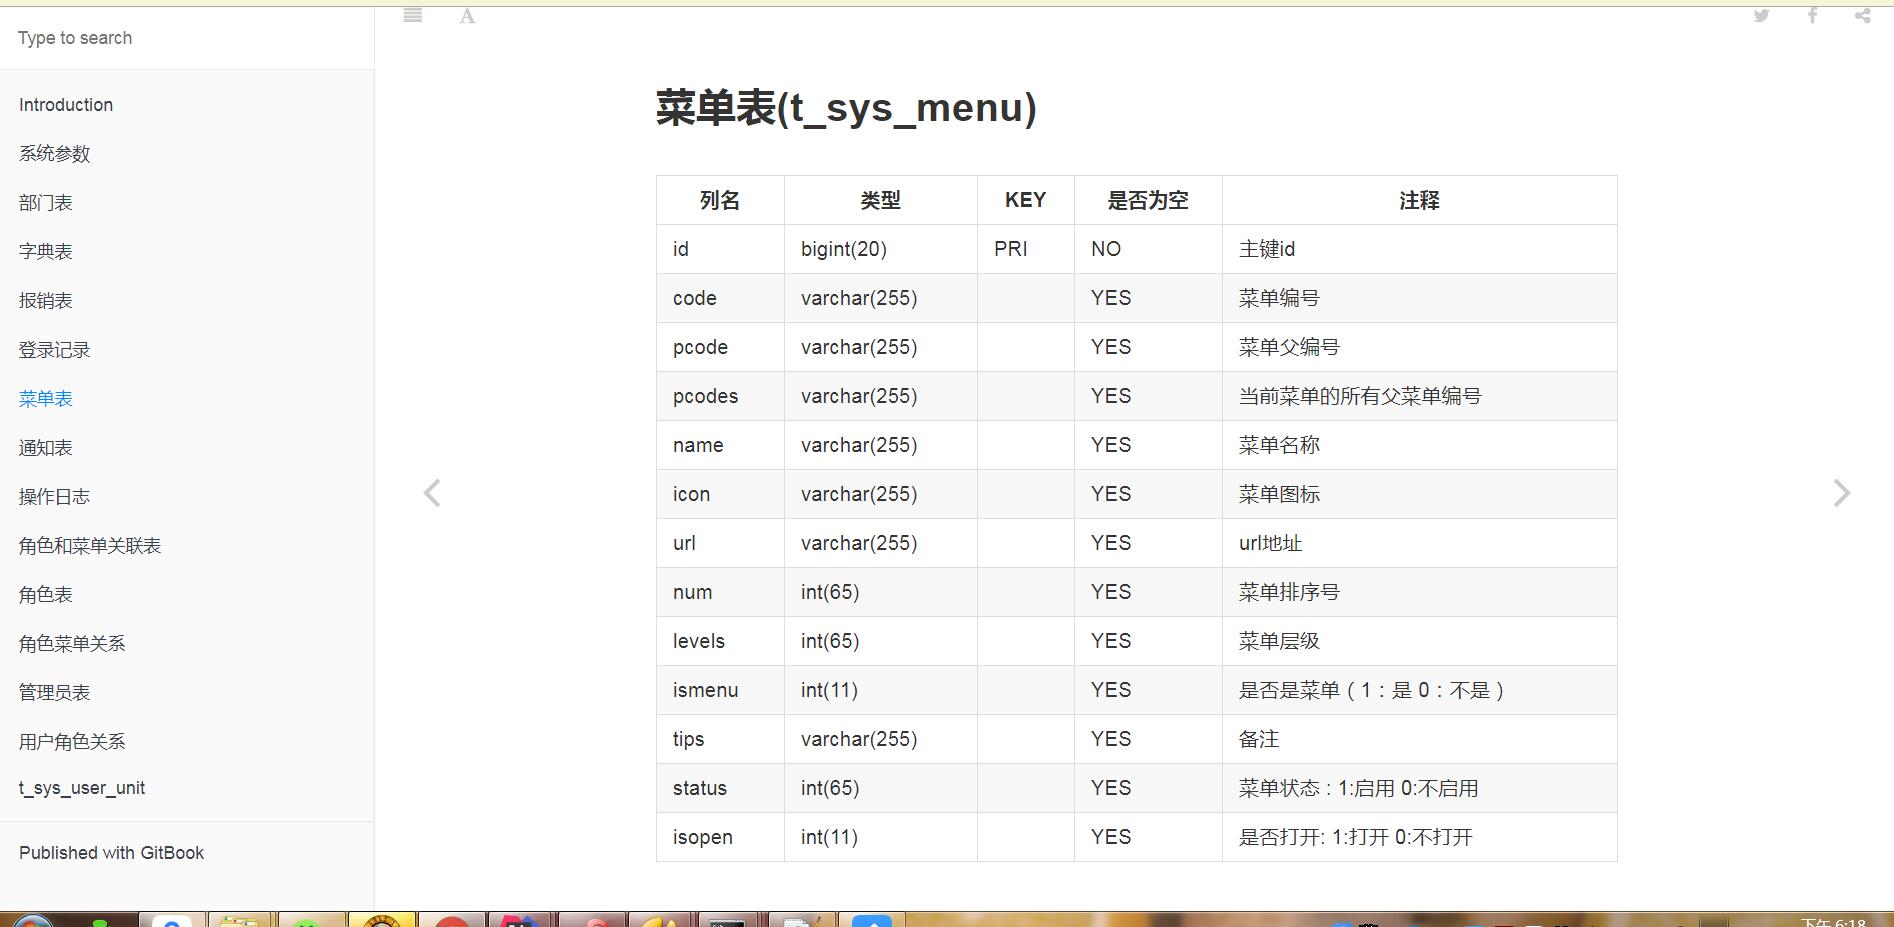 Type to search
Introduction
系统参数
部门表
字典表
报销表
登录记录
菜单表
通知表
操作日志
角色和菜单关联表
角色表
角色菜单关系
管理员表
用户角色关系
t_sys_user_unit
Published with GitBook
A
菜单表(t_sys_menu)
列名 类型 KEY 是否为空 注释
id bigint(20) PRI NO 主键id
code varchar(255) YES 菜单编号
pcode varchar(255) YES 菜单父编号
pcodes varchar(255) YES 当前菜单的所有父菜单编号
name varchar(255) YES 菜单名称
icon varchar(255) YES 菜单图标
url varchar(255) YES url地址
num int(65) YES 菜单排序号
levels int(65) YES 菜单层级
ismenu int(11) YES 是否是菜单（1：是 0：不是）
tips varchar(255) YES 备注
status int(65) YES 菜单状态 : 1:启用 0:不启用
isopen int(11) YES 是否打开: 1:打开 0:不打开
下午 6:18